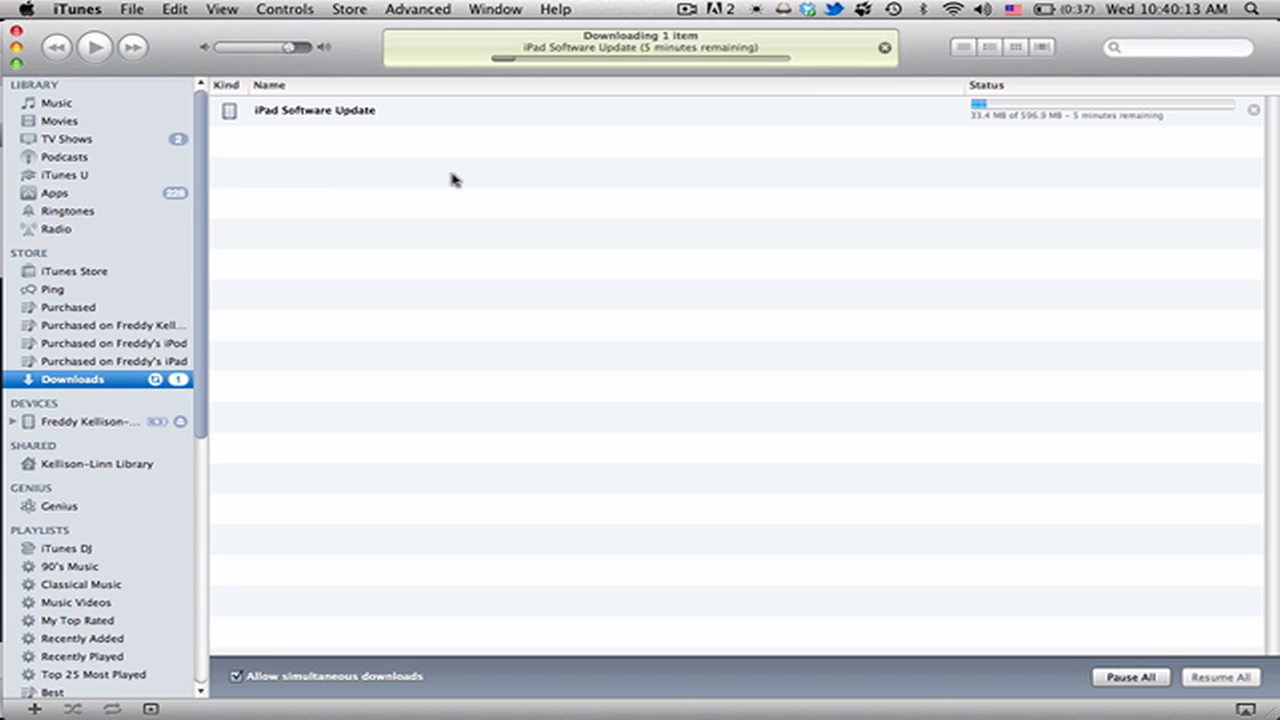 iTunes File Edit View Controls Store Advanced Window Help
2 (0:37) Wed 10:40:13 AM
Downloading 1 item
iPad Software Update (5 minutes remaining)
LIBRARY
Music
Movies
TV Shows 2
Podcasts
iTunes U
Apps
Ringtones
Radio
STORE
iTunes Store
Ping
Purchased
Purchased on Freddy Kell...
Purchased on Freddy's iPod
Purchased on Freddy's iPad
Downloads 1
DEVICES
Freddy Kellison-...
SHARED
Kellison-Linn Library
GENIUS
Genius
PLAYLISTS
iTunes DJ
90's Music
Classical Music
Music Videos
My Top Rated
Recently Added
Recently Played
Top 25 Most Played
Best
Kind Name Status
iPad Software Update
33.4 MB of 596.9 MB - 5 minutes remaining
Allow simultaneous downloads
Pause All Resume All